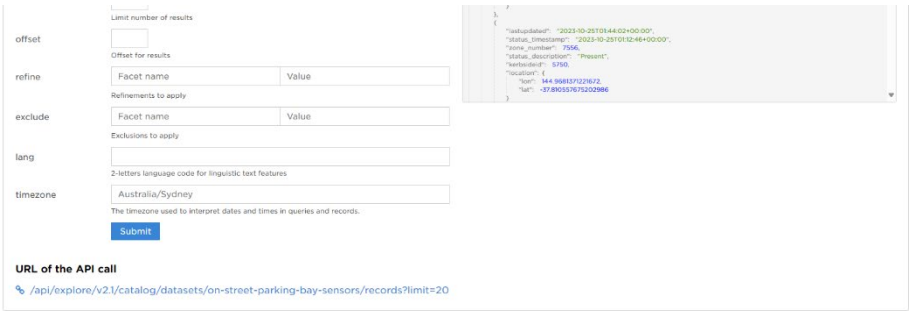 Limit number of results
offset
Offset for results
refine
Facet name Value
Refinements to apply
exclude
Facet name Value
Exclusions to apply
lang
2-letters language code for linguistic text features
timezone
Australia/Sydney
The timezone used to interpret dates and times in queries and records.
Submit
URL of the API call
/api/explore/v2.1/catalog/datasets/on-street-parking-bay-sensors/records?limit=20
}
},
{
"lastupdated": "2023-10-25T01:44:02+00:00",
"status_timestamp": "2023-10-25T01:12:46+00:00",
"zone_number": 7556,
"status_description": "Present",
"kerbsideid": 5750,
"location": {
"lon": 144.9681371221672,
"lat": -37.810557675202986
}